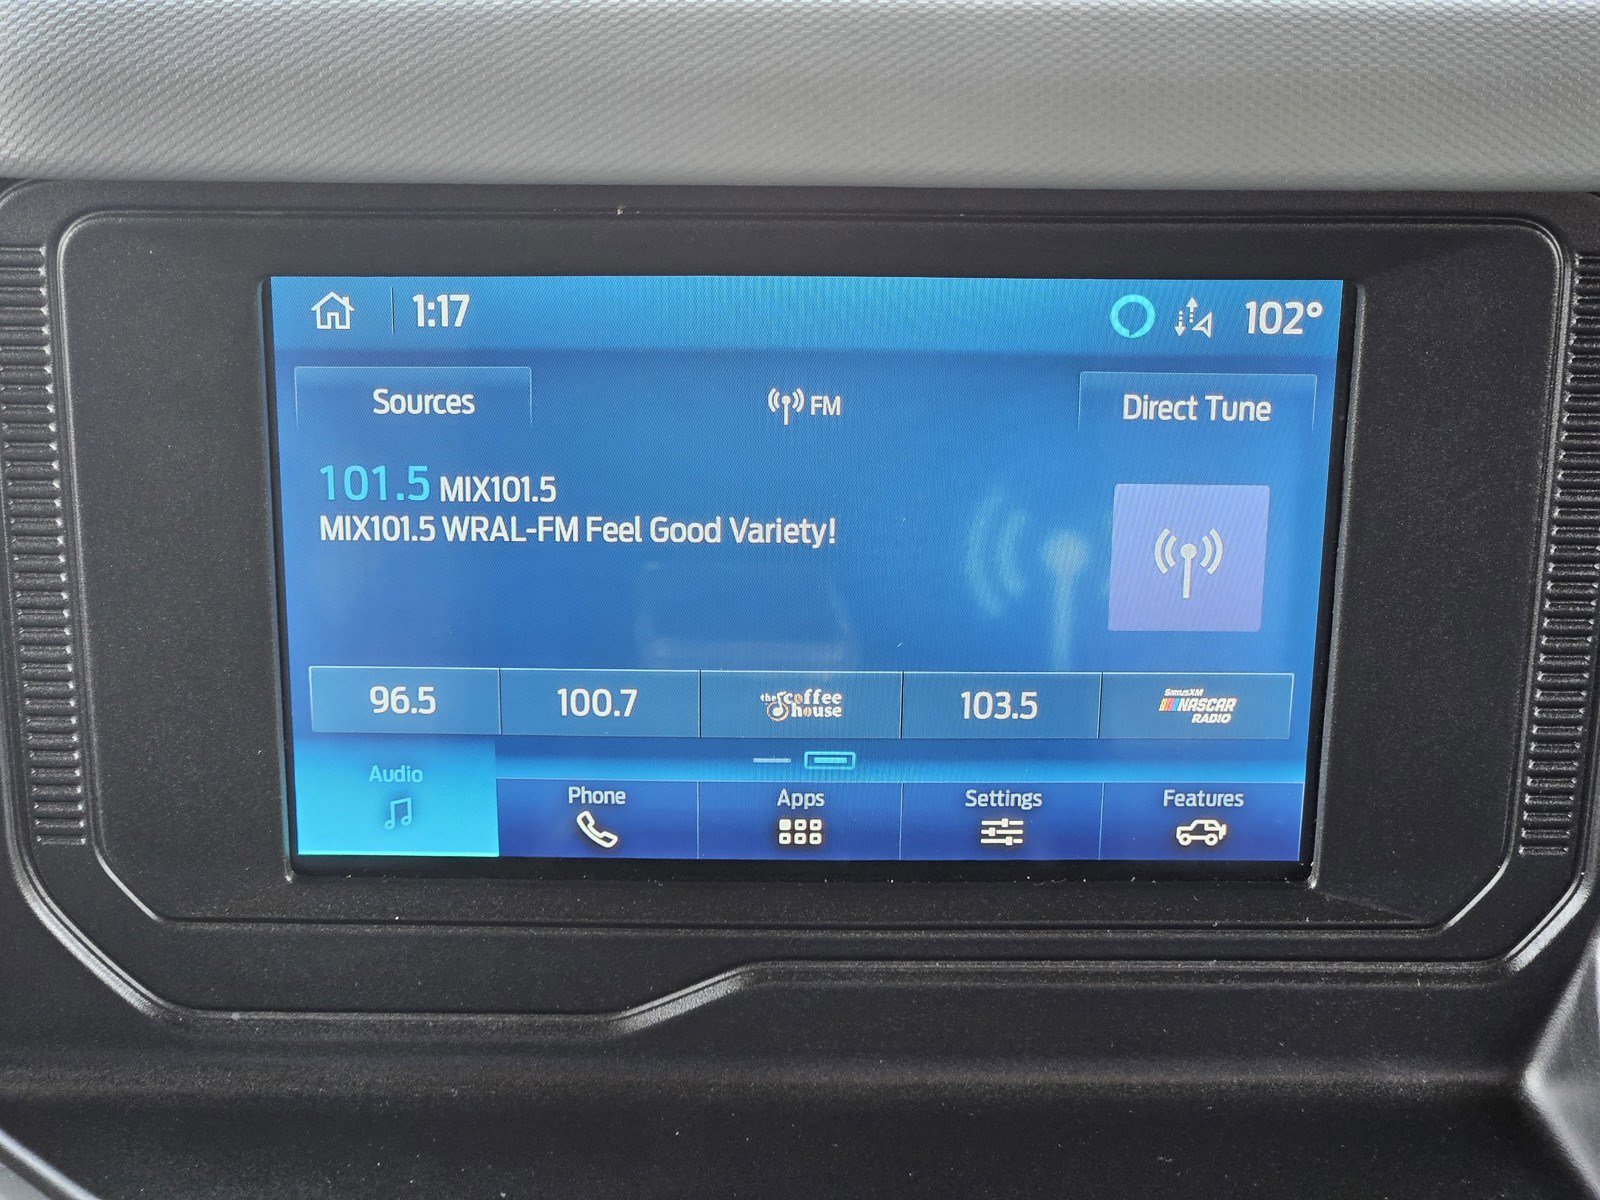 1:17
102°
Sources
FM
Direct Tune
101.5 MIX101.5
MIX101.5 WRAL-FM Feel Good Variety!
96.5
100.7
the coffee
house
103.5
SiriusXM
NASCAR
RADIO
Audio
Phone
Apps
Settings
Features